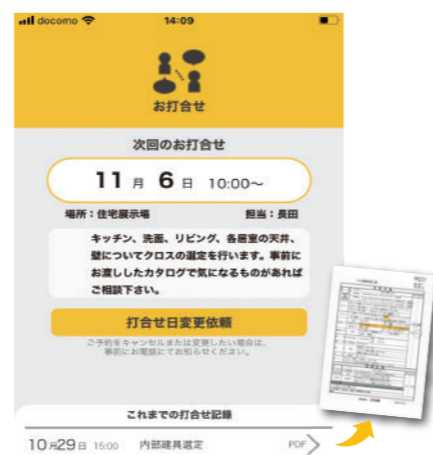 docomo 14:09
お打合せ
次回のお打合せ
11月 6日 10:00~
場所:住宅展示場 担当:長田
キッチン、洗面、リビング、各居室の天井、
壁についてクロスの選定を行います。事前に
お渡ししたカタログで気になるものがあれば
ご相談下さい。
打合せ日変更依頼
ご予約をキャンセルまたは変更したい場合は、
事前にお電話にてお知らせください。
これまでの打合せ記録
10月29日 15:00 内部建具選定 PDF